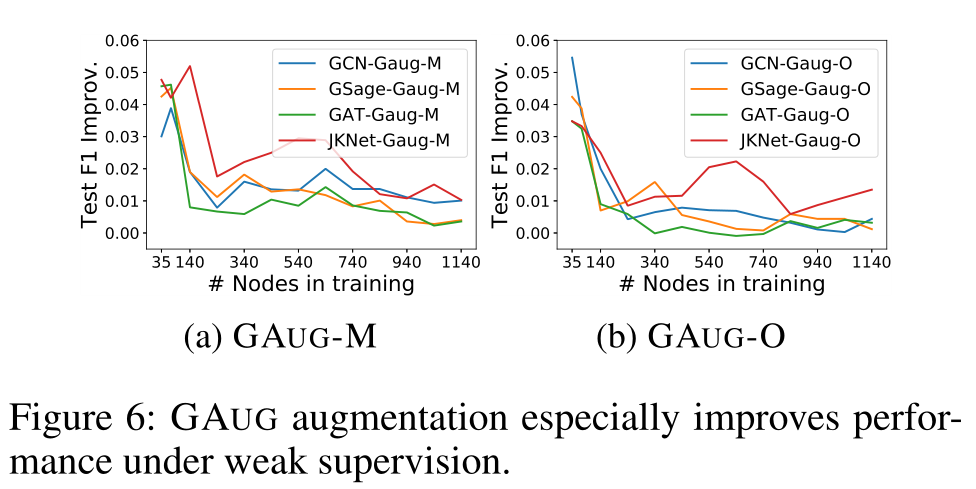 Test F1 Improv.
0.06
0.05
0.04
0.03
0.02
0.01
0.00
GCN-Gaug-M
GSage-Gaug-M
GAT-Gaug-M
JKNet-Gaug-M
35 140 340 540 740 940 1140
# Nodes in training
(a) GAUG-M
Test F1 Improv.
0.06
0.05
0.04
0.03
0.02
0.01
0.00
GCN-Gaug-O
GSage-Gaug-O
GAT-Gaug-O
JKNet-Gaug-O
35 140 340 540 740 940 1140
# Nodes in training
(b) GAUG-O
Figure 6: GAUG augmentation especially improves perfor-
mance under weak supervision.